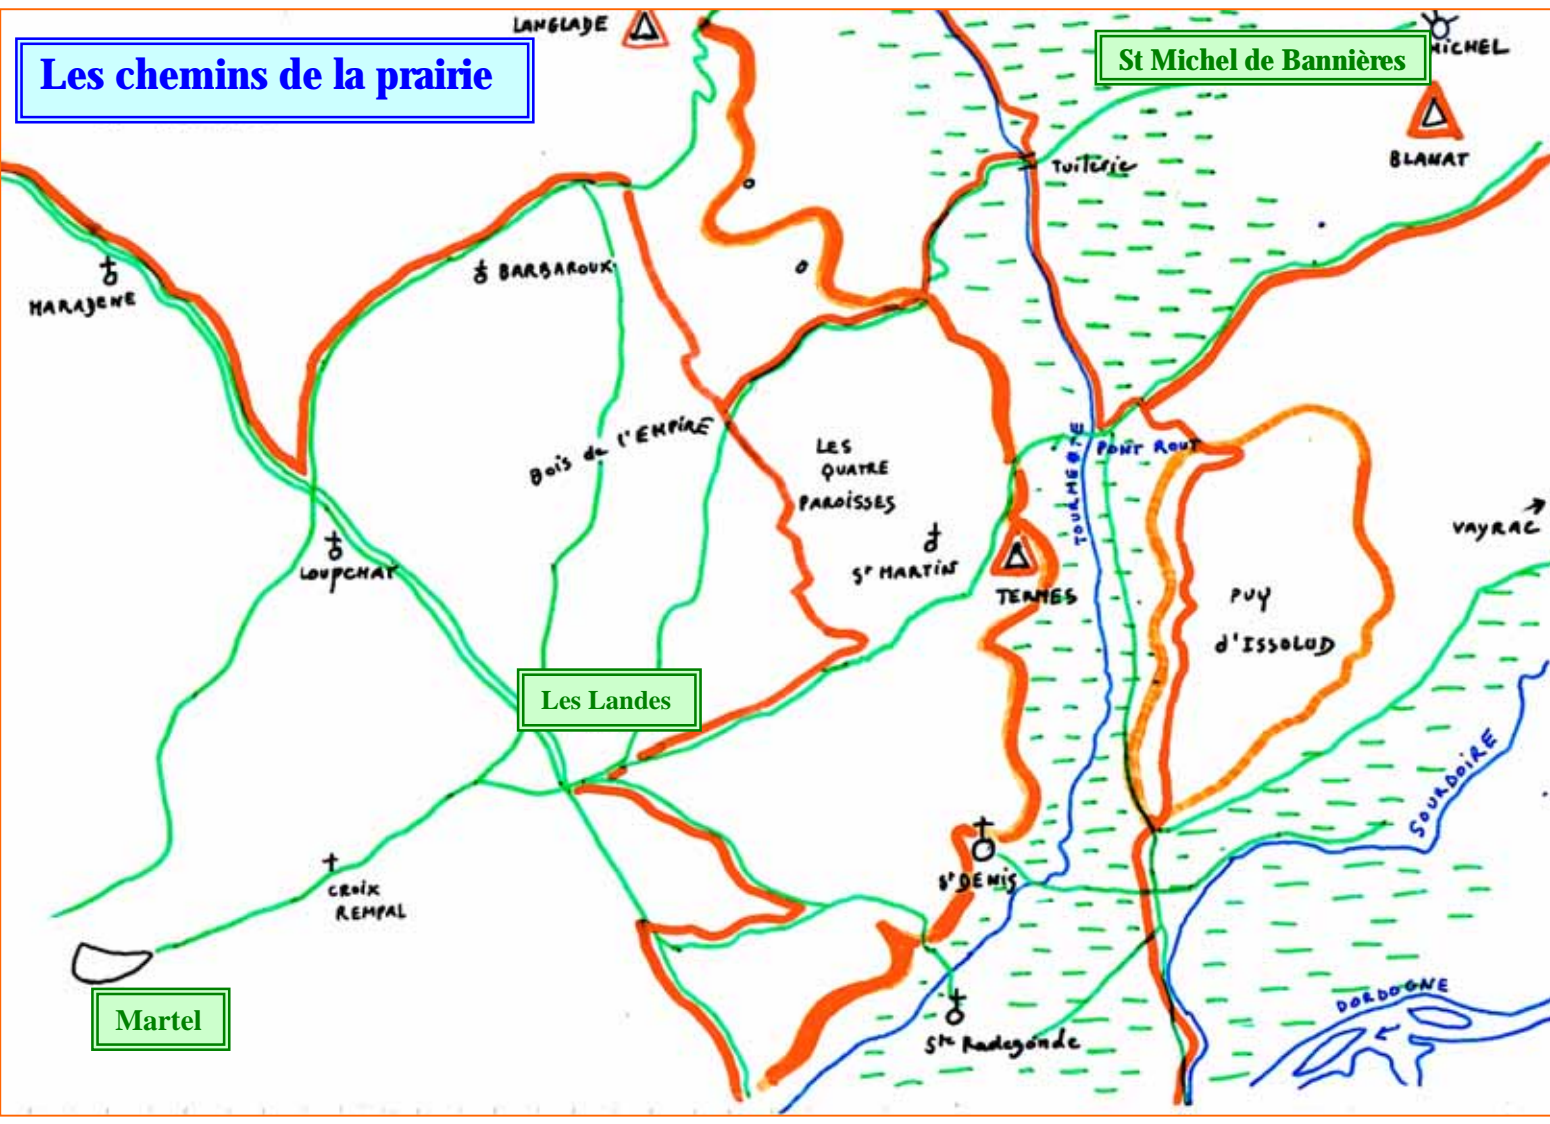 LANGLADE
Les chemins de la prairie
St Michel de Bannières
MICHEL
BLANAT
Tuilerie
MARADENE
BARBAROUX
Bois de l'EMPIRE
LES
QUATRE
PAROISSES
TOURMENTE
PONT ROUT
VAYRAC
LOUPCHAT
St MARTIN
TERMES
PUY
d'ISSOLUD
Les Landes
SOURDOIRE
CROIX
REMPAL
St DENIS
Martel
Ste Radegonde
DORDOGNE